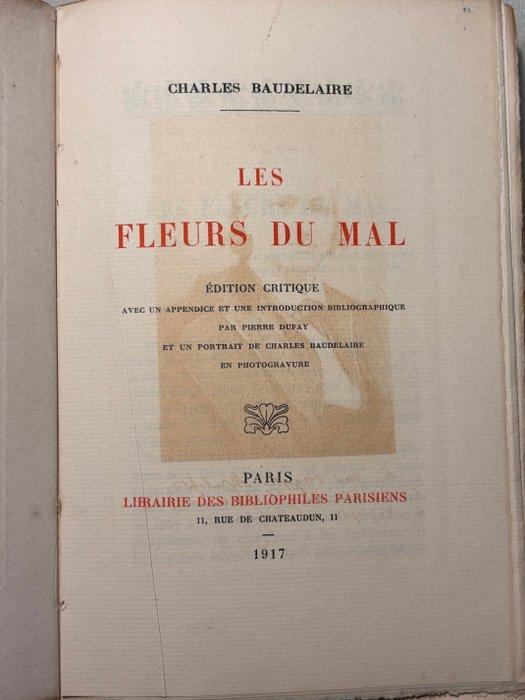 CHARLES BAUDELAIRE
LES
FLEURS DU MAL
ÉDITION CRITIQUE
AVEC UN APPENDICE ET UNE INTRODUCTION BIBLIOGRAPHIQUE
PAR PIERRE DUFAY
ET UN PORTRAIT DE CHARLES BAUDELAIRE
EN PHOTOGRAVURE
PARIS
LIBRAIRIE DES BIBLIOPHILES PARISIENS
11, RUE DE CHATEAUDUN, 11
1917